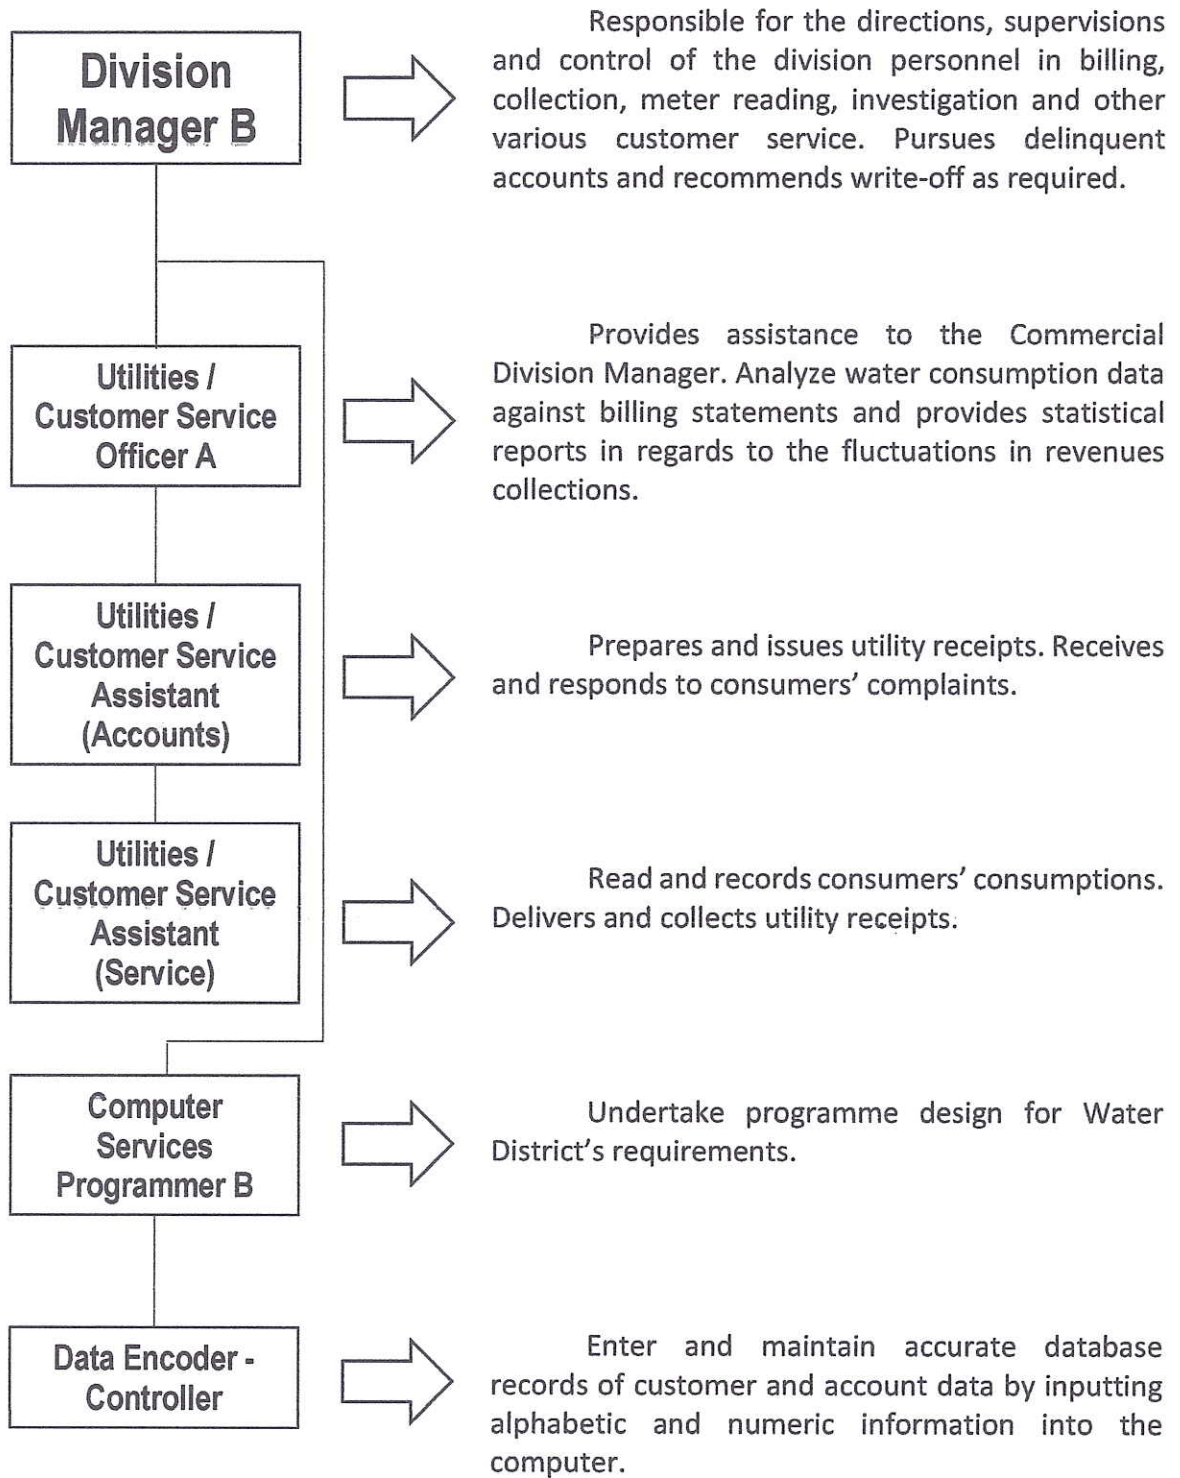 Division
Manager B
Responsible for the directions, supervisions
and control of the division personnel in billing,
collection, meter reading, investigation and other
various customer service. Pursues delinquent
accounts and recommends write-off as required.
Utilities /
Customer Service
Officer A
Provides assistance to the Commercial
Division Manager. Analyze water consumption data
against billing statements and provides statistical
reports in regards to the fluctuations in revenues
collections.
Utilities /
Customer Service
Assistant
(Accounts)
Prepares and issues utility receipts. Receives
and responds to consumers’ complaints.
Utilities /
Customer Service
Assistant
(Service)
Read and records consumers’ consumptions.
Delivers and collects utility receipts.
Computer
Services
Programmer B
Undertake programme design for Water
District’s requirements.
Data Encoder -
Controller
Enter and maintain accurate database
records of customer and account data by inputting
alphabetic and numeric information into the
computer.